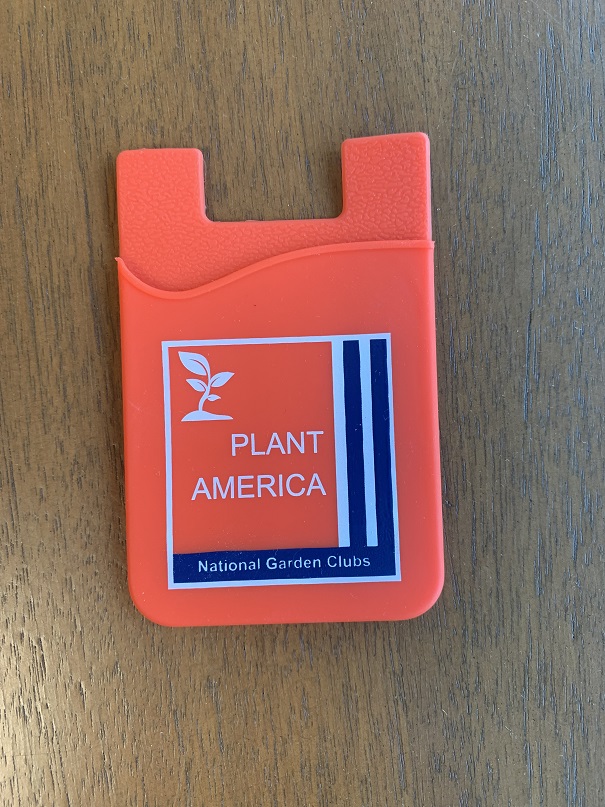 PLANT
AMERICA
National Garden Clubs